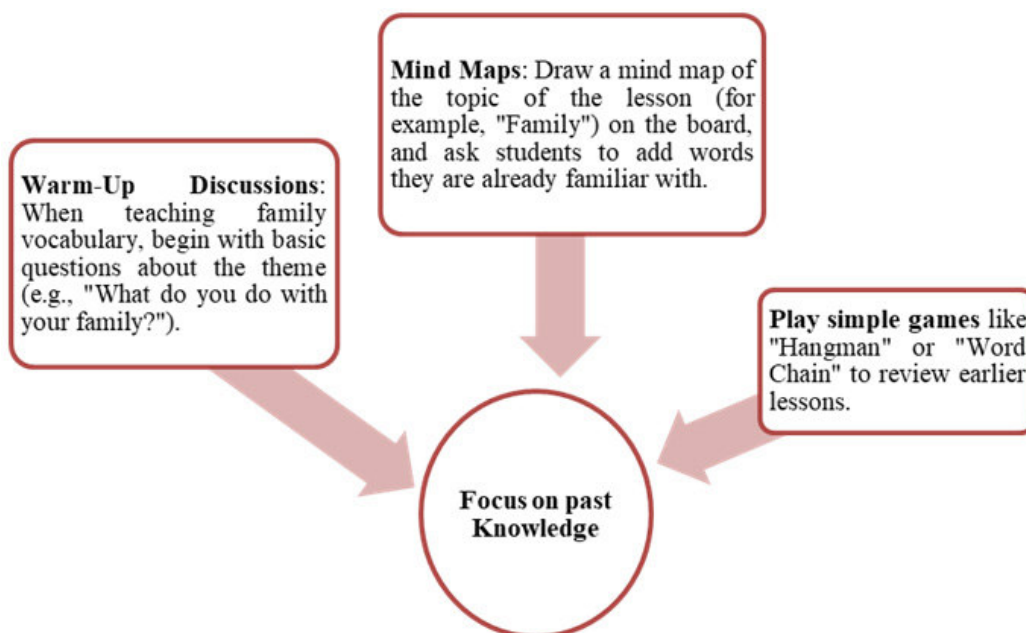 Mind Maps: Draw a mind map of
the topic of the lesson (for
example, "Family") on the board,
and ask students to add words
they are already familiar with.
Warm-Up Discussions:
When teaching family
vocabulary, begin with basic
questions about the theme
(e.g., "What do you do with
your family?").
Play simple games like
"Hangman" or "Word
Chain" to review earlier
lessons.
Focus on past
Knowledge